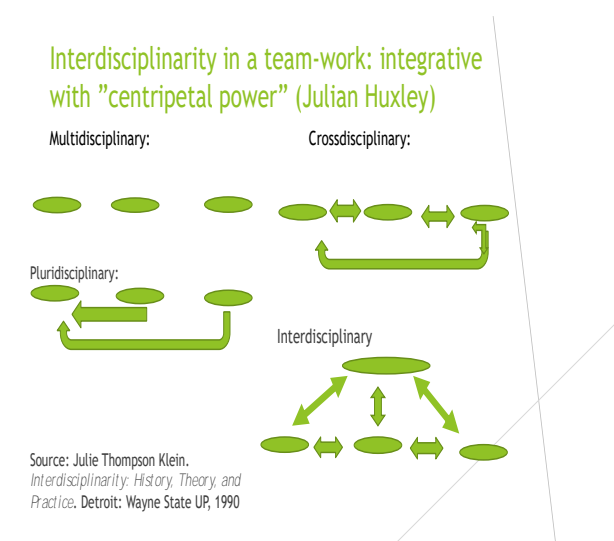 Interdisciplinarity in a team-work: integrative
with ”centripetal power” (Julian Huxley)
Multidisciplinary:
Crossdisciplinary:
Pluridisciplinary:
Interdisciplinary
Source: Julie Thompson Klein.
Interdisciplinarity: History, Theory, and
Practice. Detroit: Wayne State UP, 1990